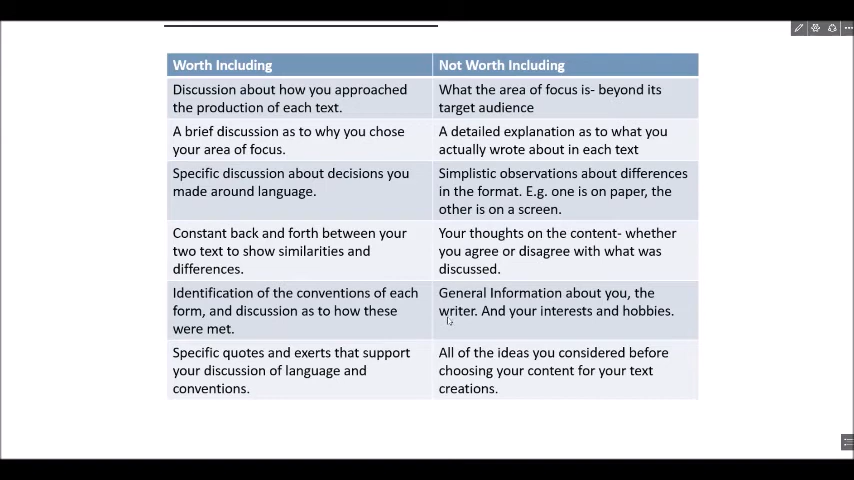 Worth Including
Not Worth Including
Discussion about how you approached
the production of each text.
What the area of focus is- beyond its
target audience
A brief discussion as to why you chose
your area of focus.
A detailed explanation as to what you
actually wrote about in each text
Specific discussion about decisions you
made around language.
Simplistic observations about differences
in the format. E.g. one is on paper, the
other is on a screen.
Constant back and forth between your
two text to show similarities and
differences.
Your thoughts on the content- whether
you agree or disagree with what was
discussed.
Identification of the conventions of each
form, and discussion as to how these
were met.
General Information about you, the
writer. And your interests and hobbies.
Specific quotes and exerts that support
your discussion of language and
conventions.
All of the ideas you considered before
choosing your content for your text
creations.